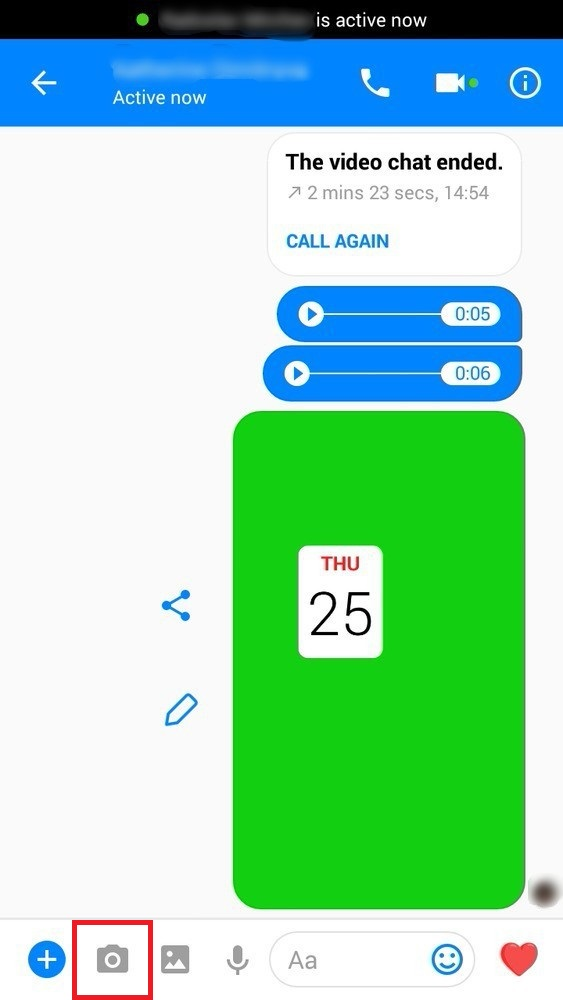 is active now
Active now
The video chat ended.
2 mins 23 secs, 14:54
CALL AGAIN
0:05
0:06
THU
25
Aa